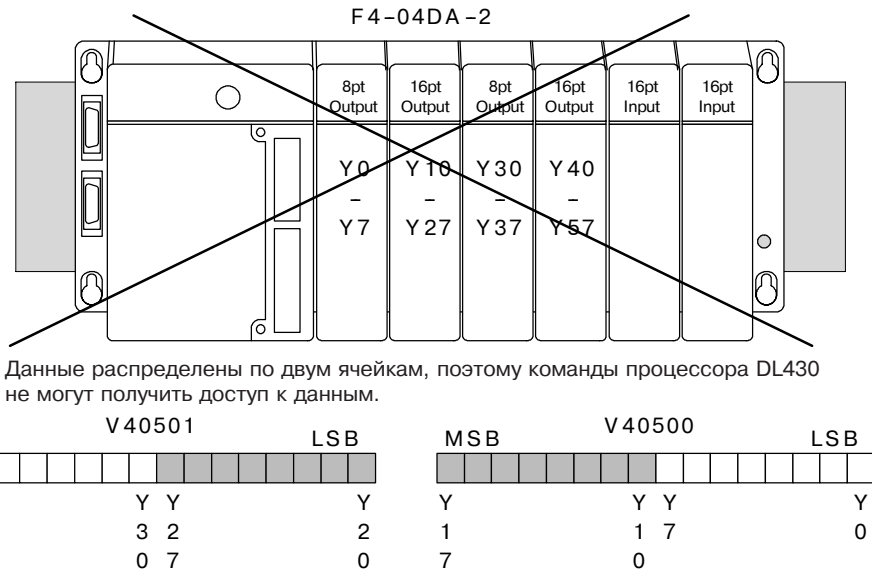 F4-04DA-2
8pt 16pt 8pt 16pt 16pt 16pt
Output Output Output Output Input Input
Y0 Y10 Y30 Y40
– – – –
Y7 Y27 Y37 Y57
Данные распределены по двум ячейкам, поэтому команды процессора DL430
не могут получить доступ к данным.
V40501 V40500
LSB MSB LSB
Y Y Y Y Y Y Y
3 2 2 1 1 7 0
0 7 0 7 0